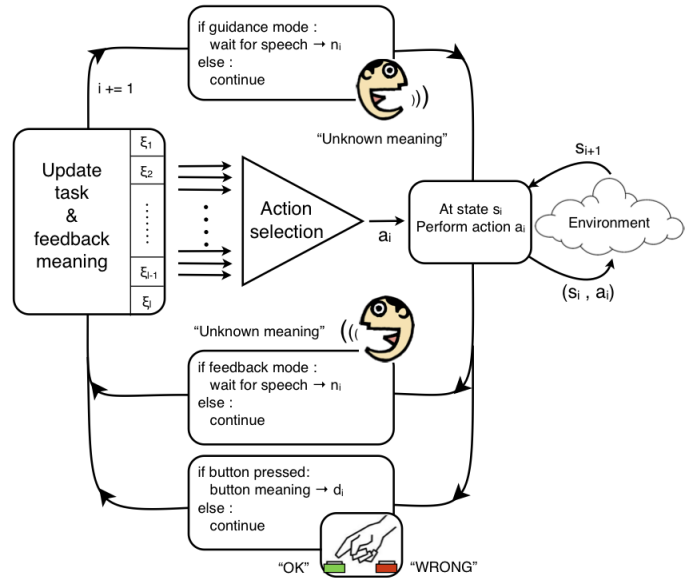 if guidance mode :
wait for speech → nᵢ
else :
continue
i += 1
"Unknown meaning"
Update
task
&
feedback
meaning
ξ₁
ξ₂
ξₗ₋₁
ξₗ
Action
selection
aᵢ
At state sᵢ
Perform action aᵢ
sᵢ₊₁
Environment
(sᵢ , aᵢ)
"Unknown meaning"
if feedback mode :
wait for speech → nᵢ
else :
continue
if button pressed:
button meaning → dᵢ
else :
continue
"OK"
"WRONG"